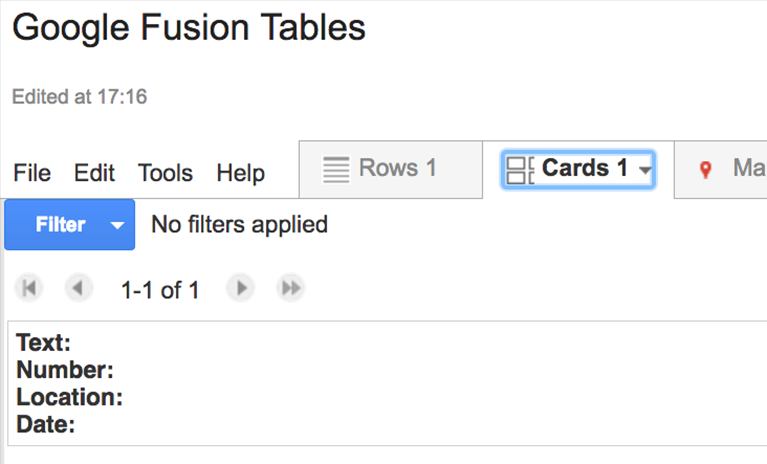 Google Fusion Tables
Edited at 17:16
File Edit Tools Help Rows 1 Cards 1 Ma
Filter No filters applied
1-1 of 1
Text:
Number:
Location:
Date: